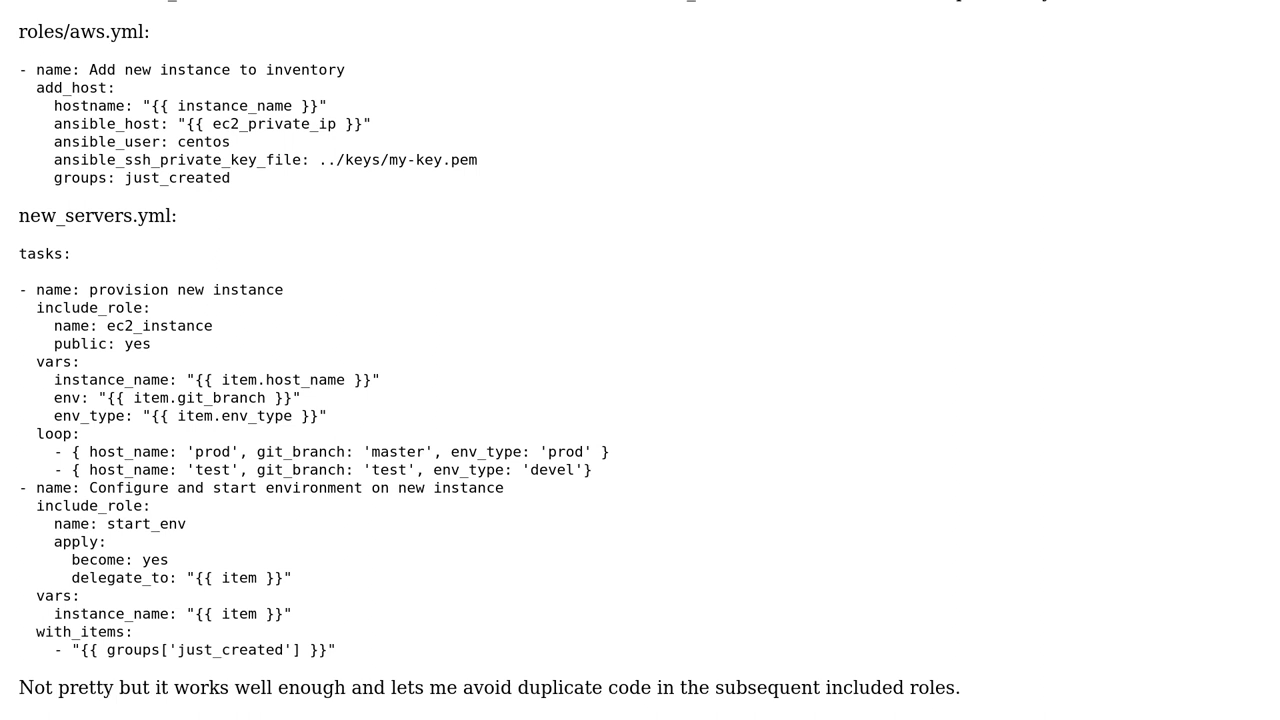 roles/aws.yml:
- name: Add new instance to inventory
  add_host:
    hostname: "{{ instance_name }}"
    ansible_host: "{{ ec2_private_ip }}"
    ansible_user: centos
    ansible_ssh_private_key_file: ../keys/my-key.pem
    groups: just_created
new_servers.yml:
tasks:
- name: provision new instance
  include_role:
    name: ec2_instance
    public: yes
  vars:
    instance_name: "{{ item.host_name }}"
    env: "{{ item.git_branch }}"
    env_type: "{{ item.env_type }}"
  loop:
    - { host_name: 'prod', git_branch: 'master', env_type: 'prod' }
    - { host_name: 'test', git_branch: 'test', env_type: 'devel'}
- name: Configure and start environment on new instance
  include_role:
    name: start_env
    apply:
      become: yes
      delegate_to: "{{ item }}"
  vars:
    instance_name: "{{ item }}"
  with_items:
    - "{{ groups['just_created'] }}"
Not pretty but it works well enough and lets me avoid duplicate code in the subsequent included roles.